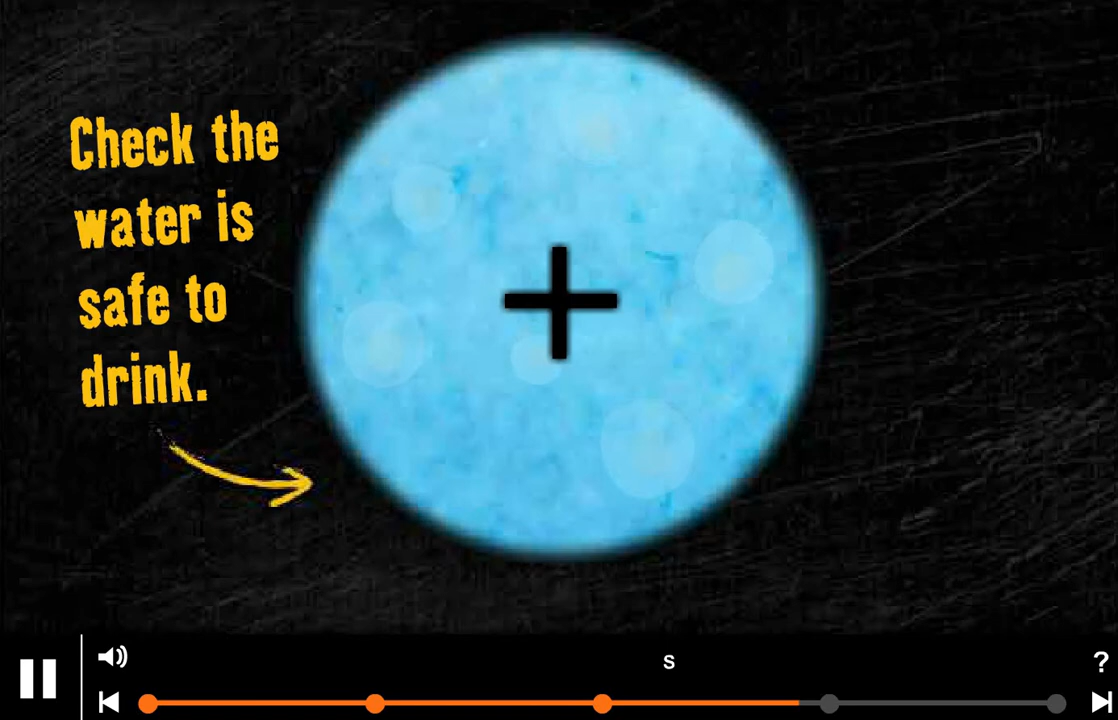 Check the
water is
safe to
drink.
s
?